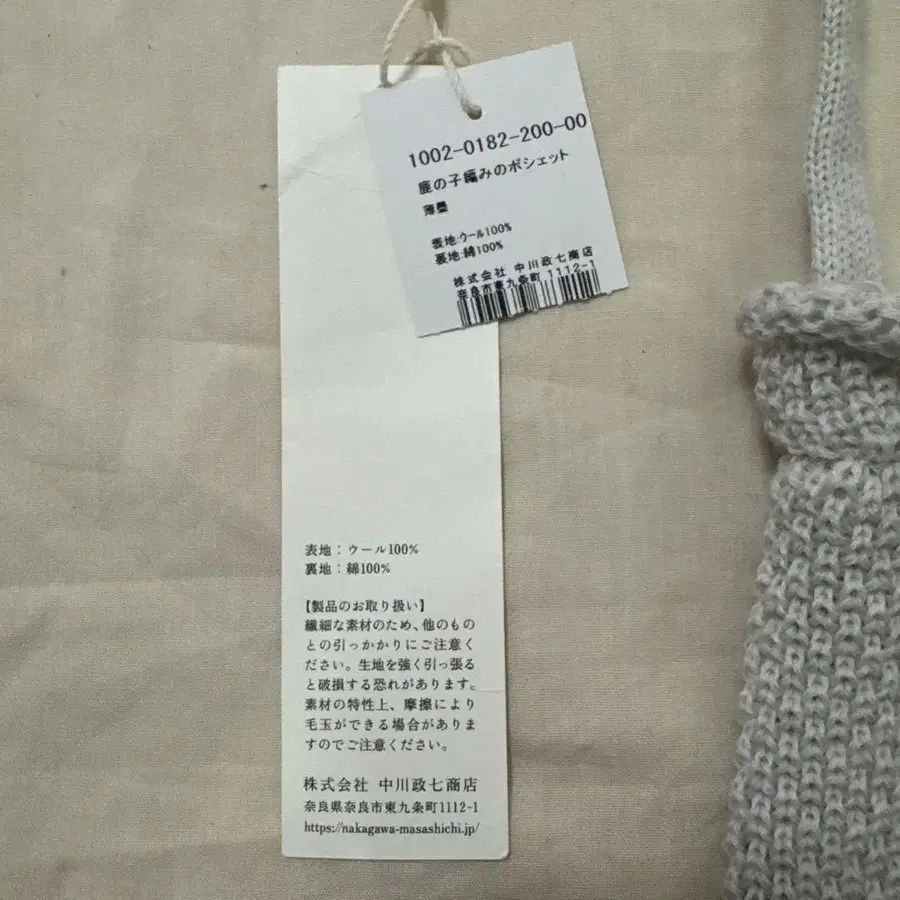 1002-0182-200-00
鹿の子編みのポシェット
薄墨
表地:ウール100%
裏地:綿100%
株式会社 中川政七商店
奈良市東九条町 1112-1
表地：ウール100%
裏地：綿100%
【製品のお取り扱い】
繊細な素材のため、他のもの
との引っかかりにご注意く
ださい。生地を強く引っ張る
と破損する恐れがあります。
素材の特性上、摩擦により
毛玉ができる場合がありま
すのでご注意ください。
株式会社 中川政七商店
奈良県奈良市東九条町1112-1
https://nakagawa-masashichi.jp/